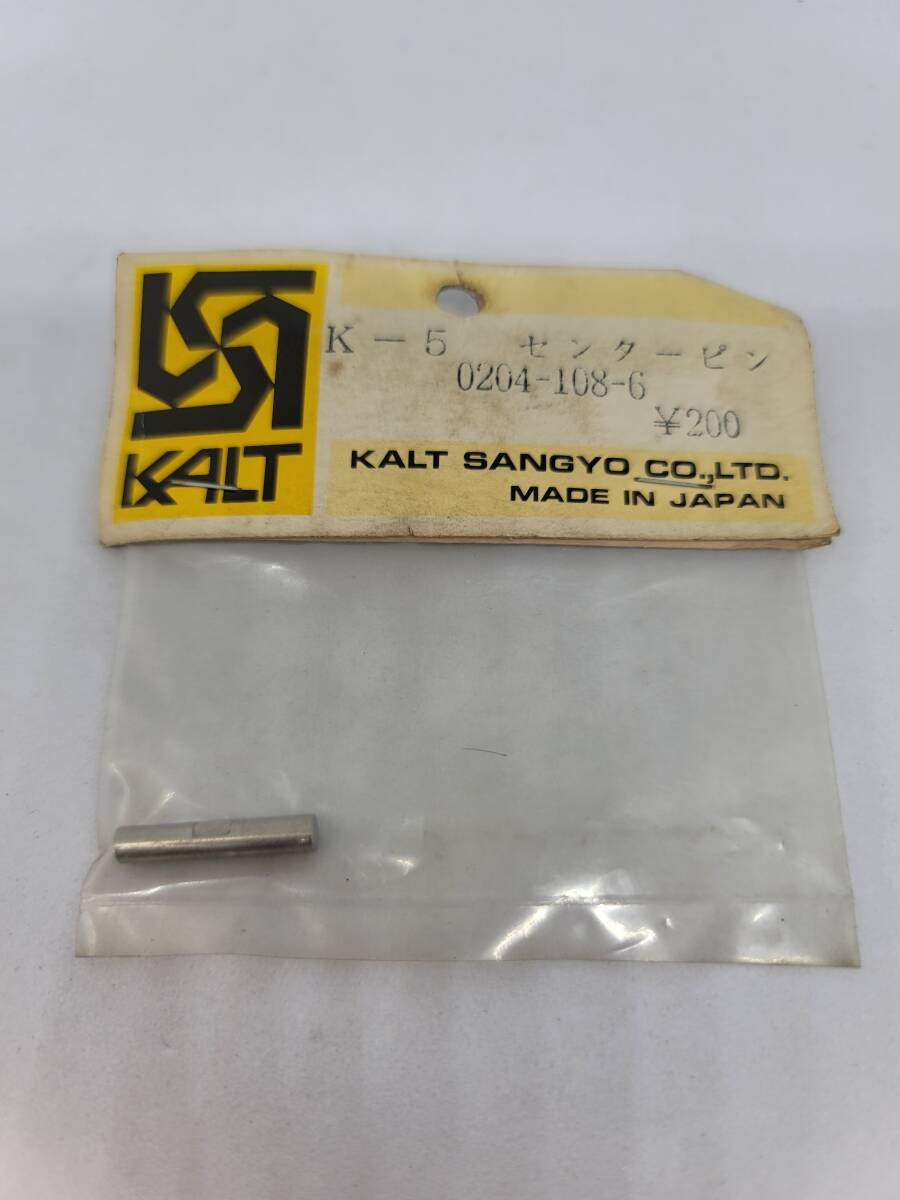 K-5 センターピン
0204-108-6
¥200
KALT
KALT SANGYO CO.,LTD.
MADE IN JAPAN